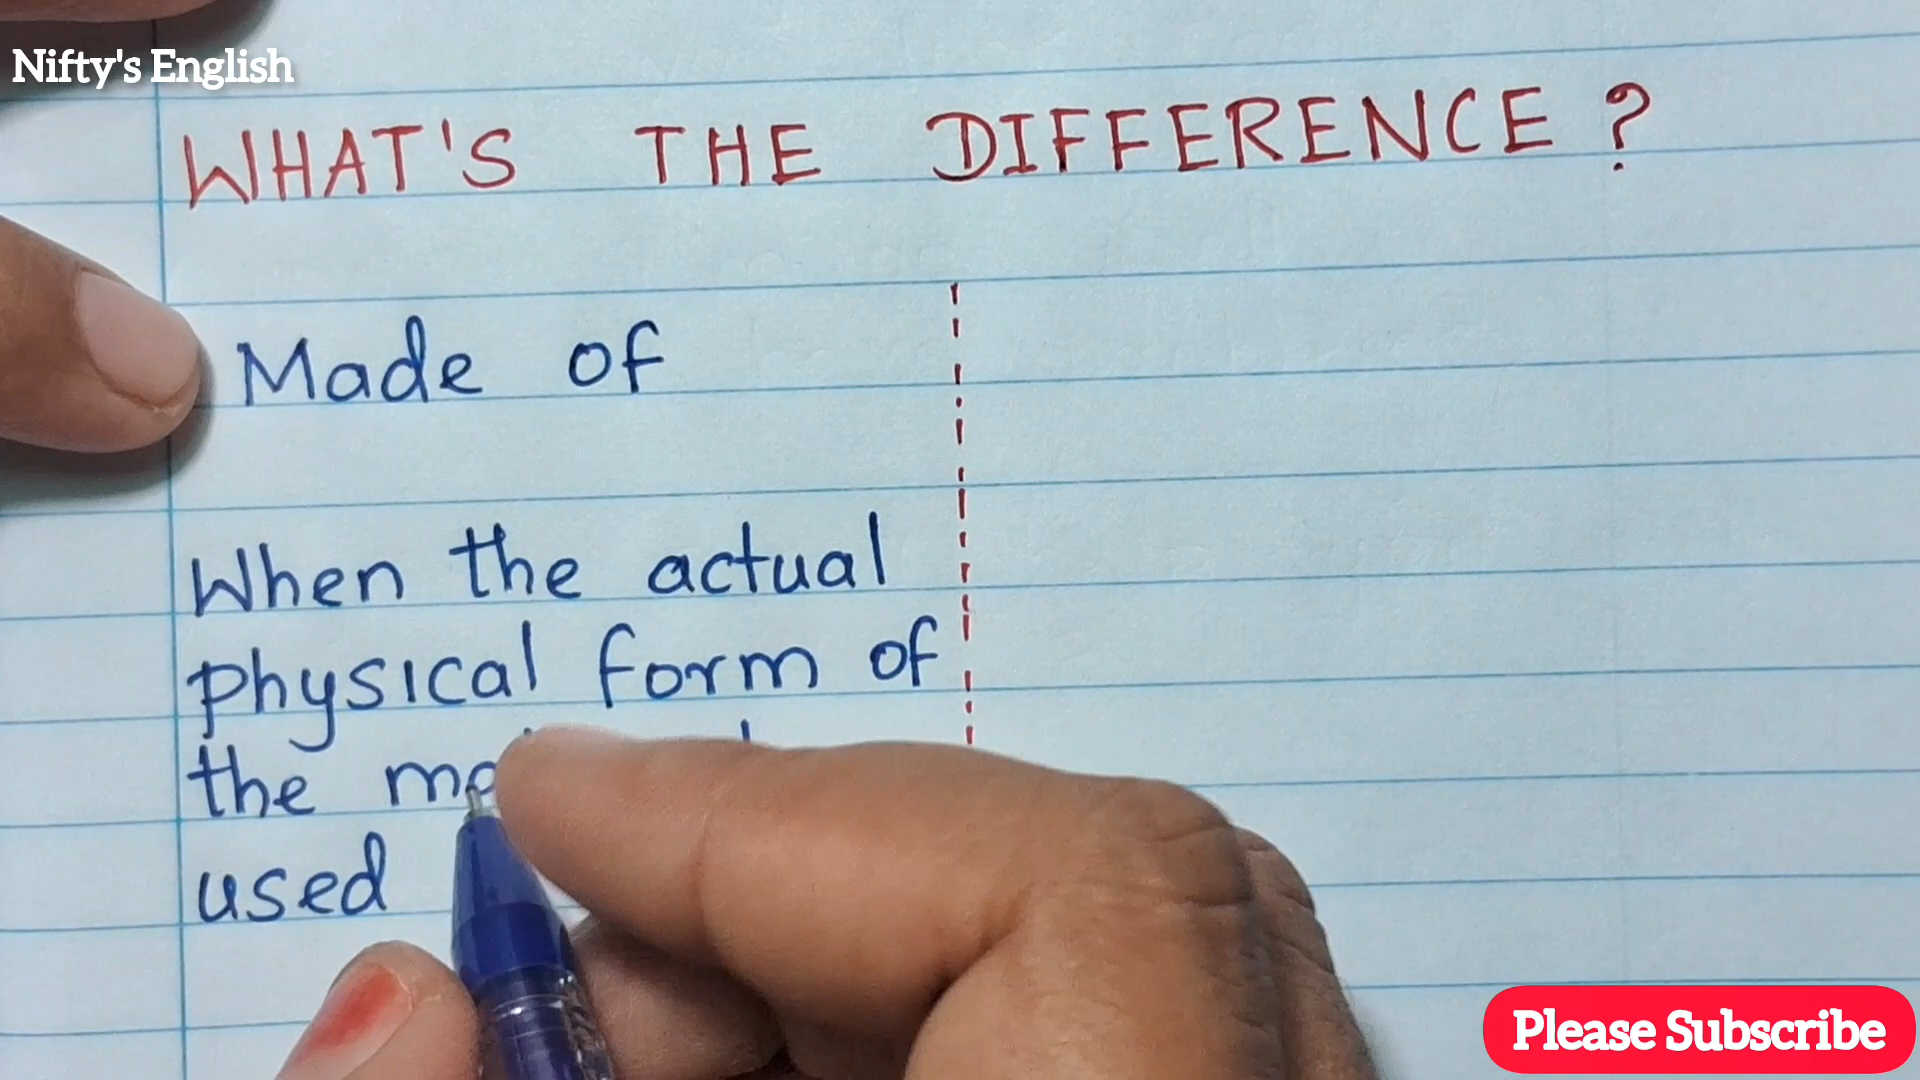 Nifty's English
WHAT'S THE DIFFERENCE ?
Made of
When the actual
physical form of
the
used
Please Subscribe